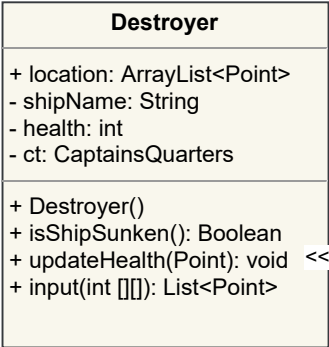 Destroyer
+ location: ArrayList<Point>
- shipName: String
- health: int
- ct: CaptainsQuarters
+ Destroyer()
+ isShipSunken(): Boolean
+ updateHealth(Point): void <<
+ input(int [][]): List<Point>